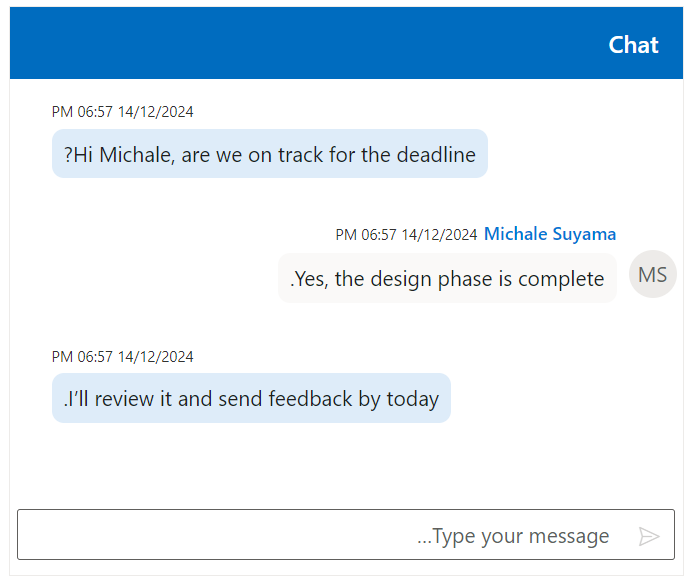 Chat
PM 06:57 14/12/2024
?Hi Michale, are we on track for the deadline
PM 06:57 14/12/2024 Michale Suyama
.Yes, the design phase is complete
MS
PM 06:57 14/12/2024
.I’ll review it and send feedback by today
...Type your message